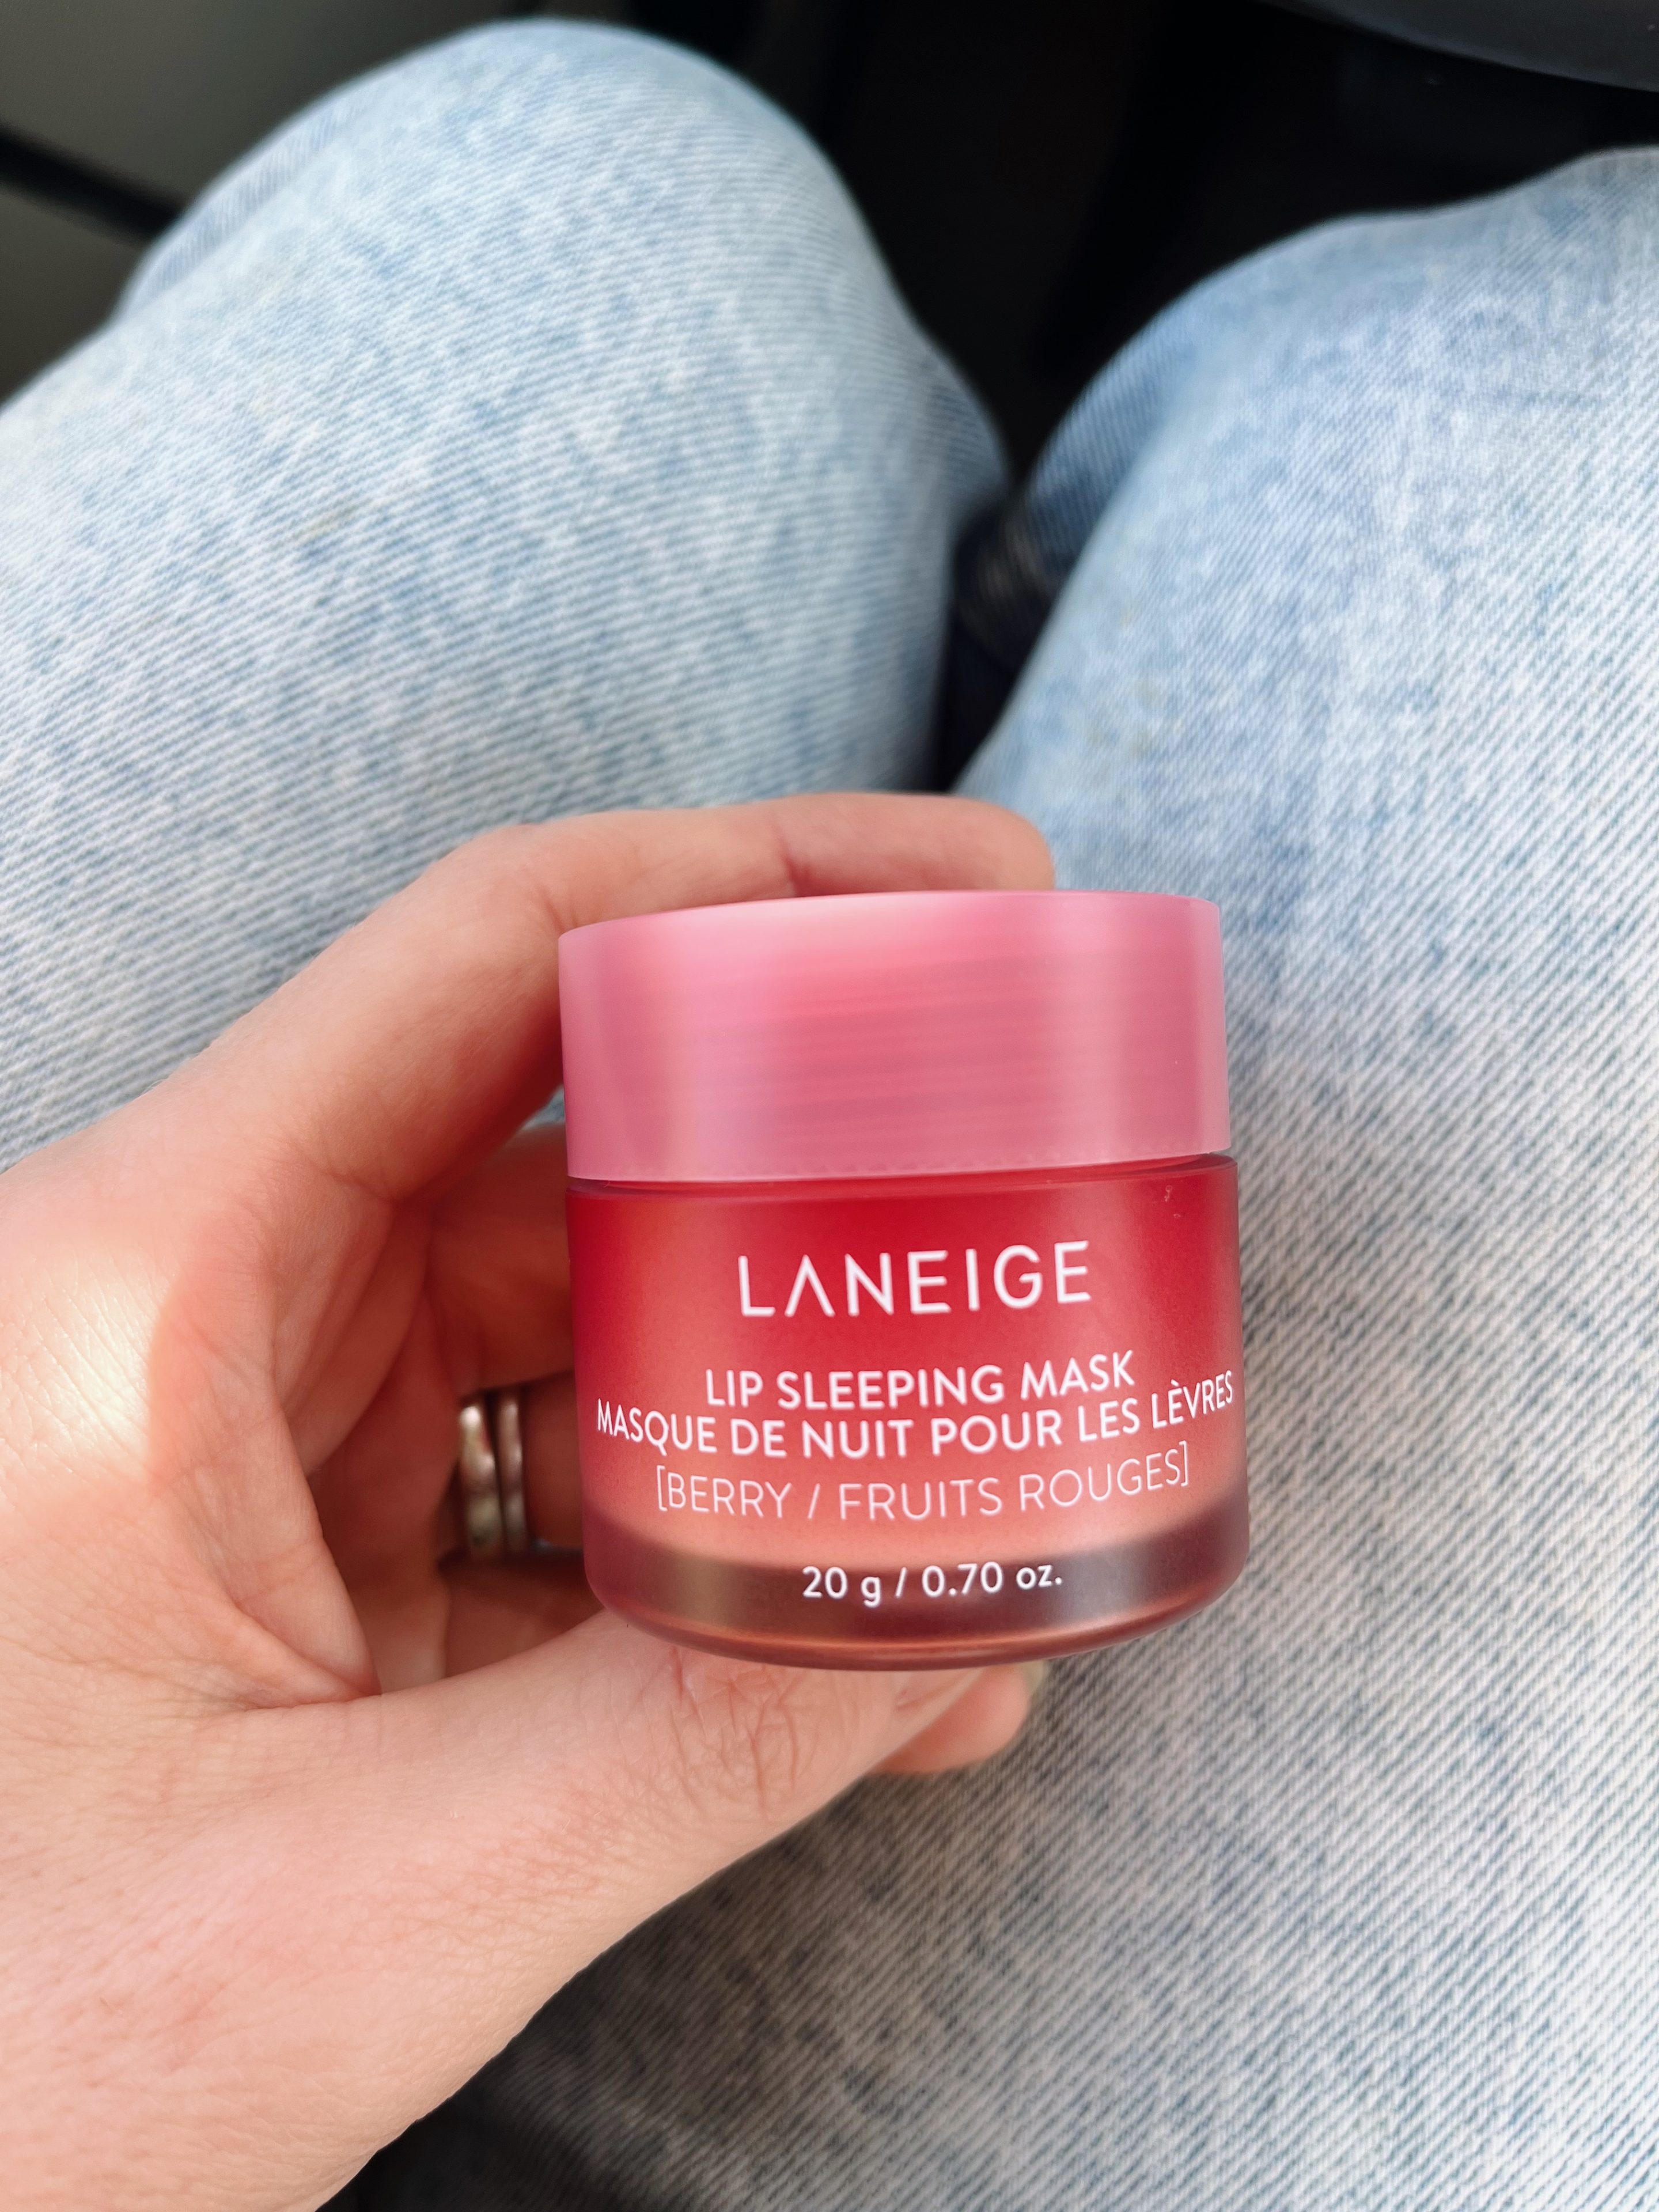 LANEIGE
LIP SLEEPING MASK
MASQUE DE NUIT POUR LES LÈVRES
[BERRY / FRUITS ROUGES]
20 g / 0.70 oz.